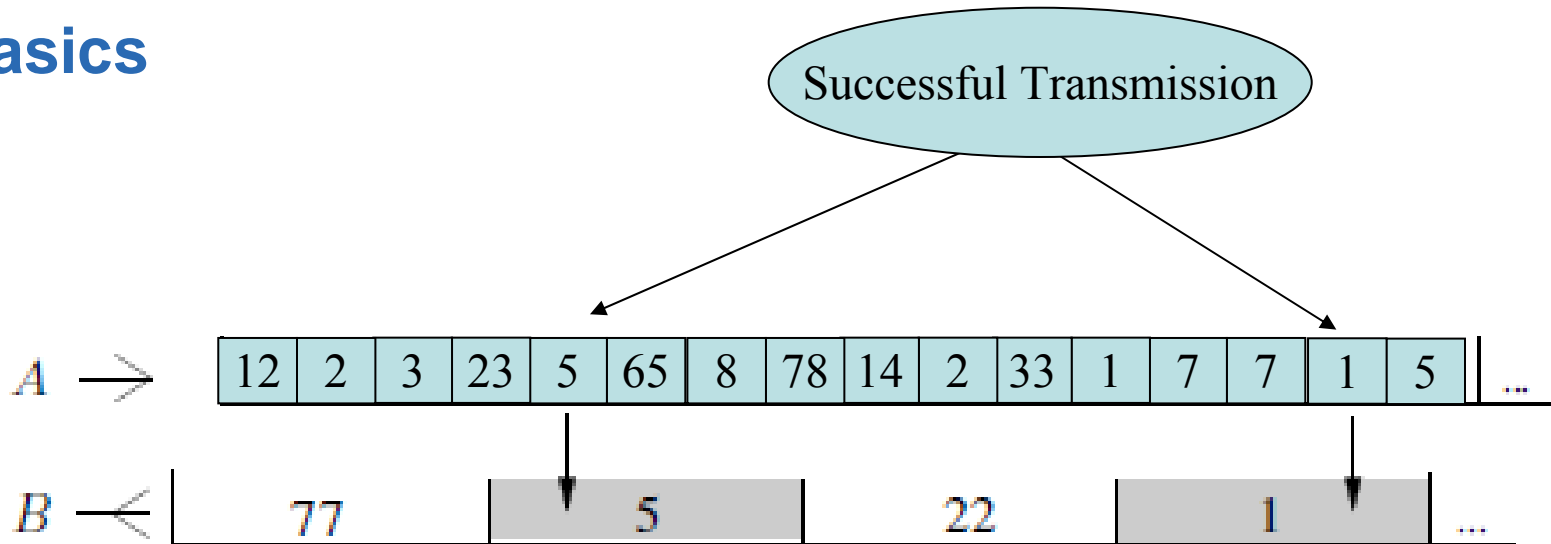 asics
Successful Transmission
A 12 2 3 23 5 65 8 78 14 2 33 1 7 7 1 5 ...
B 77 5 22 1 ...